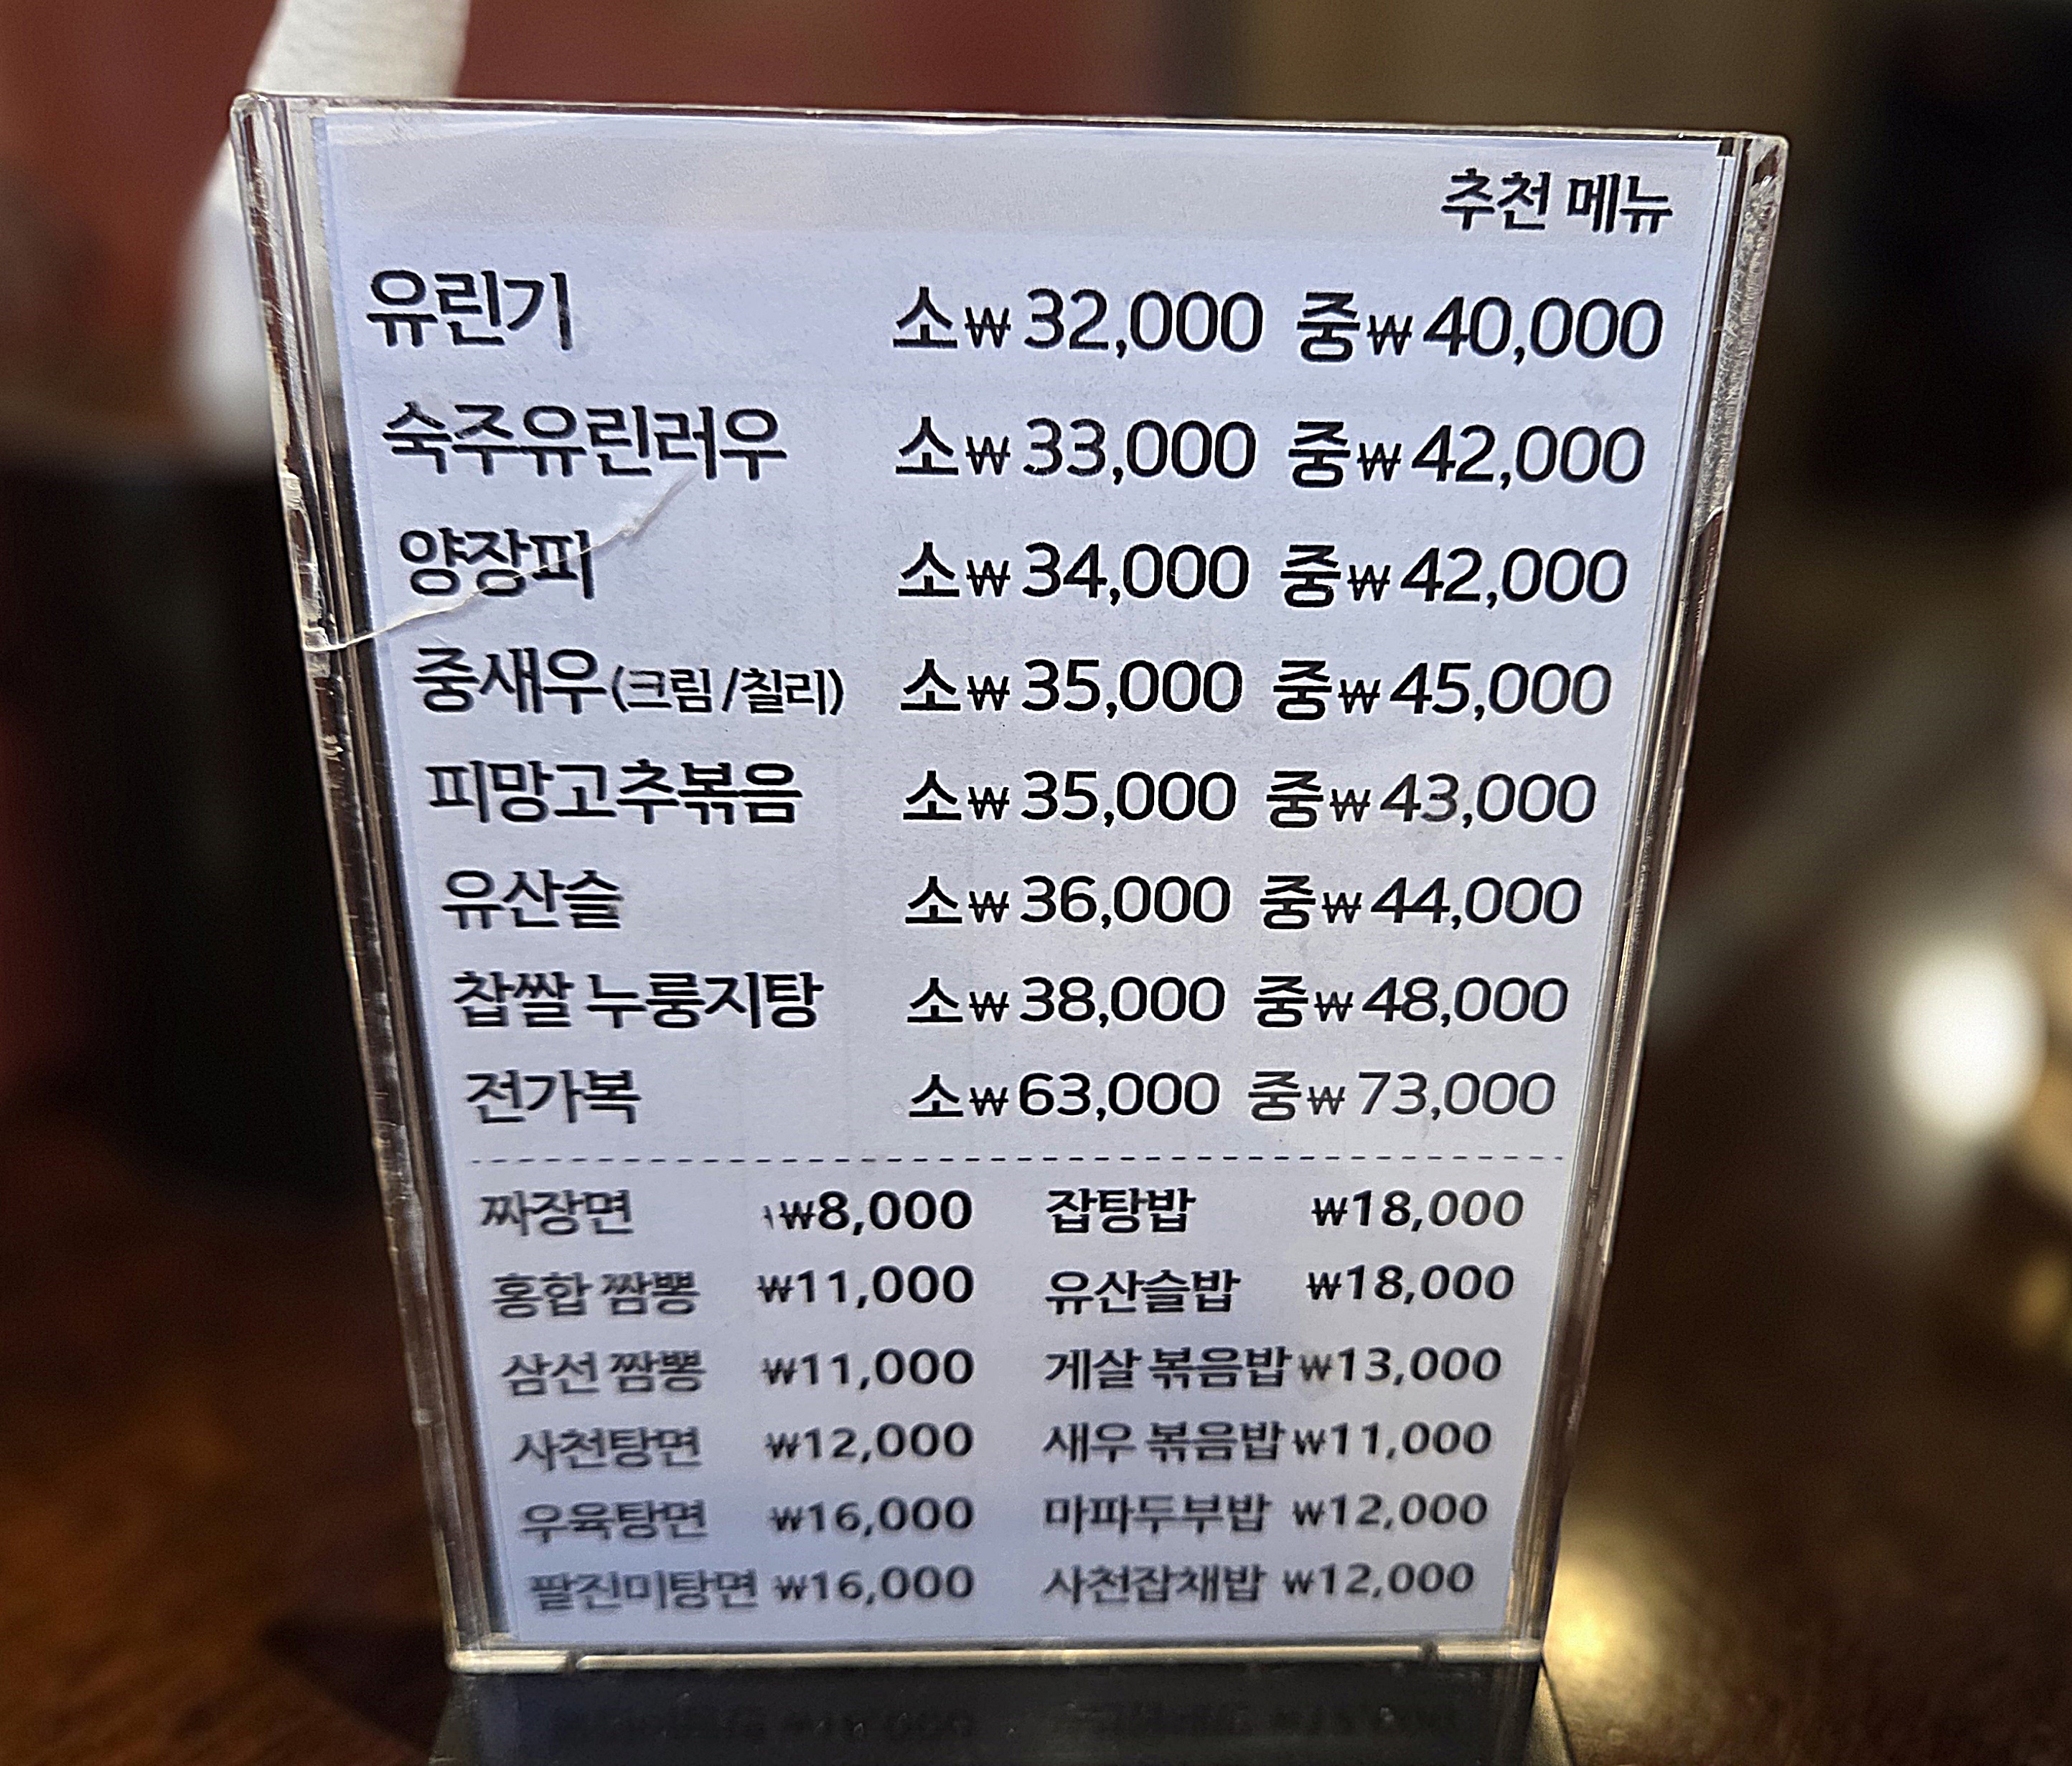 추천 메뉴
유린기 소₩32,000 중₩40,000
숙주유린러우 소₩33,000 중₩42,000
양장피 소₩34,000 중₩42,000
중새우(크림/칠리) 소₩35,000 중₩45,000
피망고추볶음 소₩35,000 중₩43,000
유산슬 소₩36,000 중₩44,000
찹쌀 누룽지탕 소₩38,000 중₩48,000
전가복 소₩63,000 중₩73,000
짜장면 ₩8,000 잡탕밥 ₩18,000
홍합 짬뽕 ₩11,000 유산슬밥 ₩18,000
삼선 짬뽕 ₩11,000 게살 볶음밥 ₩13,000
사천탕면 ₩12,000 새우 볶음밥 ₩11,000
우육탕면 ₩16,000 마파두부밥 ₩12,000
팔진미탕면 ₩16,000 사천잡채밥 ₩12,000